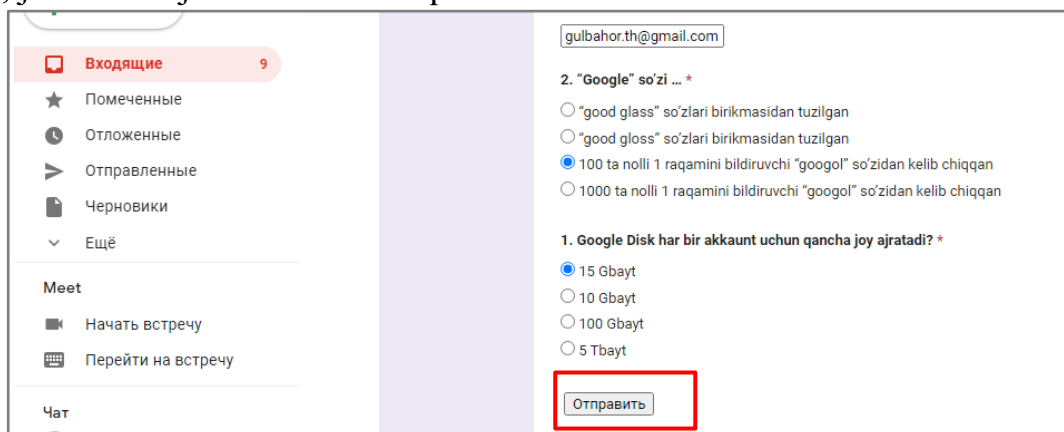 Входящие 9
Помеченные
Отложенные
Отправленные
Черновики
Ещё
Meet
Начать встречу
Перейти на встречу
Чат
gulbahor.th@gmail.com
2. “Google” so‘zi ... *
“good glass” so‘zlari birikmasidan tuzilgan
“good gloss” so‘zlari birikmasidan tuzilgan
100 ta nolli 1 raqamini bildiruvchi “googol” so‘zidan kelib chiqqan
1000 ta nolli 1 raqamini bildiruvchi “googol” so‘zidan kelib chiqqan
1. Google Disk har bir akkaunt uchun qancha joy ajratadi? *
15 Gbayt
10 Gbayt
100 Gbayt
5 Tbayt
Отправить